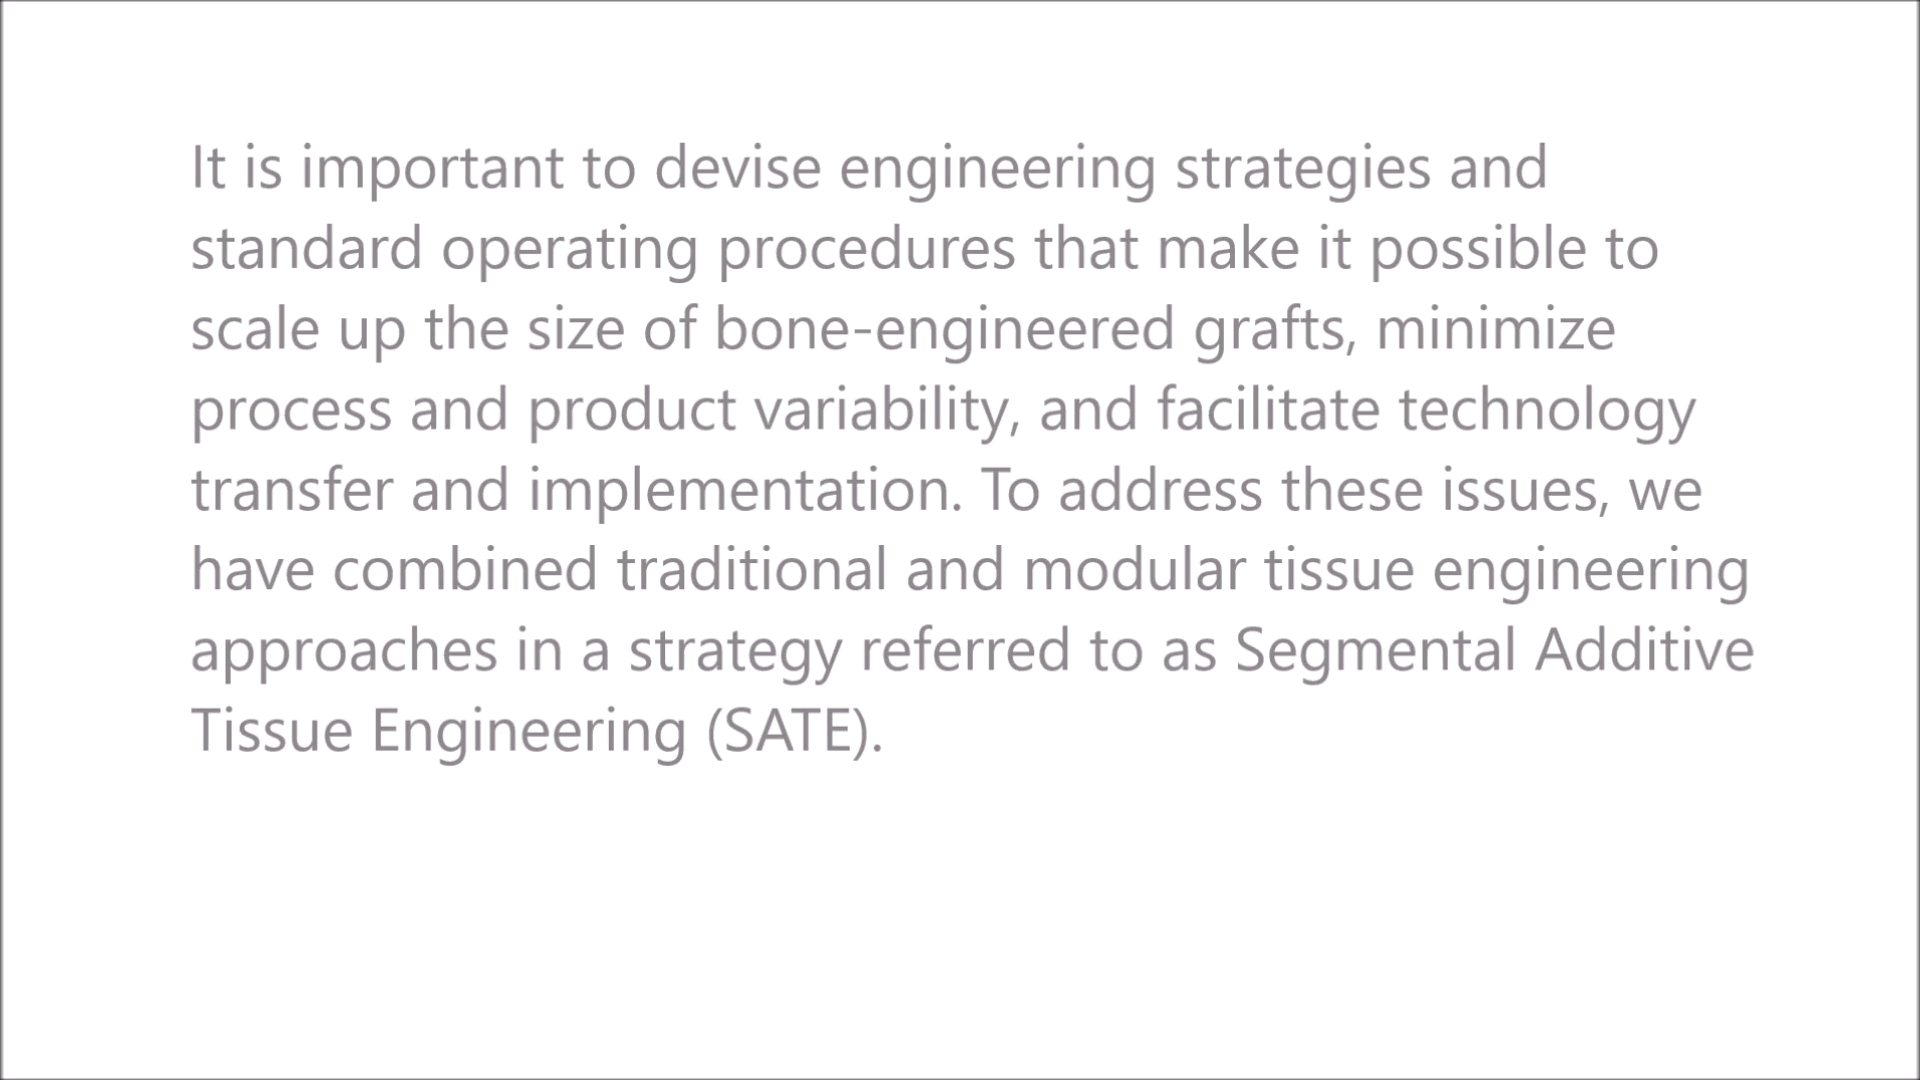 It is important to devise engineering strategies and
standard operating procedures that make it possible to
scale up the size of bone-engineered grafts, minimize
process and product variability, and facilitate technology
transfer and implementation. To address these issues, we
have combined traditional and modular tissue engineering
approaches in a strategy referred to as Segmental Additive
Tissue Engineering (SATE).